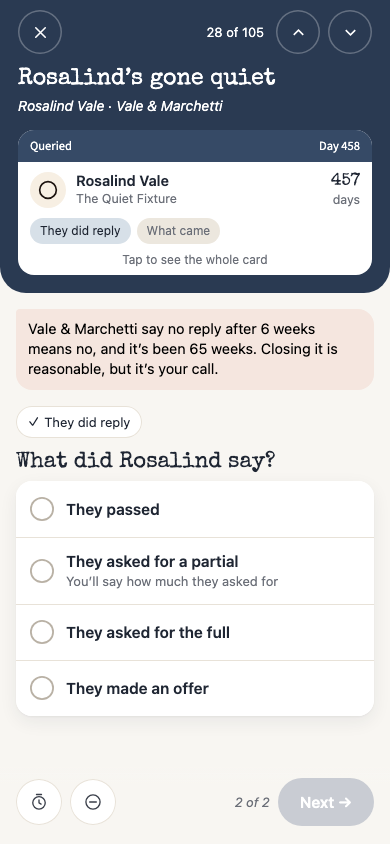 28 of 105
Rosalind's gone quiet
Rosalind Vale · Vale & Marchetti
Queried
Day 458
Rosalind Vale
457
The Quiet Fixture
days
They did reply
What came
Tap to see the whole card
Vale & Marchetti say no reply after 6 weeks
means no, and it's been 65 weeks. Closing it is
reasonable, but it's your call.
✓ They did reply
What did Rosalind say?
They passed
They asked for a partial
You'll say how much they asked for
They asked for the full
They made an offer
2 of 2
Next →